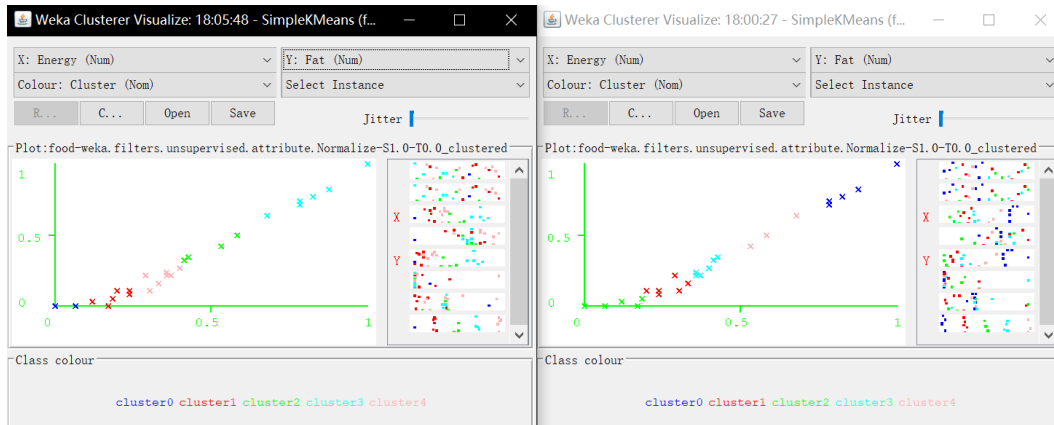 Weka Clusterer Visualize: 18:05:48 - SimpleKMeans (f...
X: Energy (Num)
Y: Fat (Num)
Colour: Cluster (Nom)
Select Instance
R...
C...
Open
Save
Jitter
Plot:food-weka.filters.unsupervised.attribute.Normalize-S1.0-T0.0_clustered
1
0.5
0
0
0.5
1
X
Y
Class colour
cluster0 cluster1 cluster2 cluster3 cluster4
Weka Clusterer Visualize: 18:00:27 - SimpleKMeans (f...
X: Energy (Num)
Y: Fat (Num)
Colour: Cluster (Nom)
Select Instance
R...
C...
Open
Save
Jitter
Plot:food-weka.filters.unsupervised.attribute.Normalize-S1.0-T0.0_clustered
1
0.5
0
0
0.5
1
X
Y
Class colour
cluster0 cluster1 cluster2 cluster3 cluster4